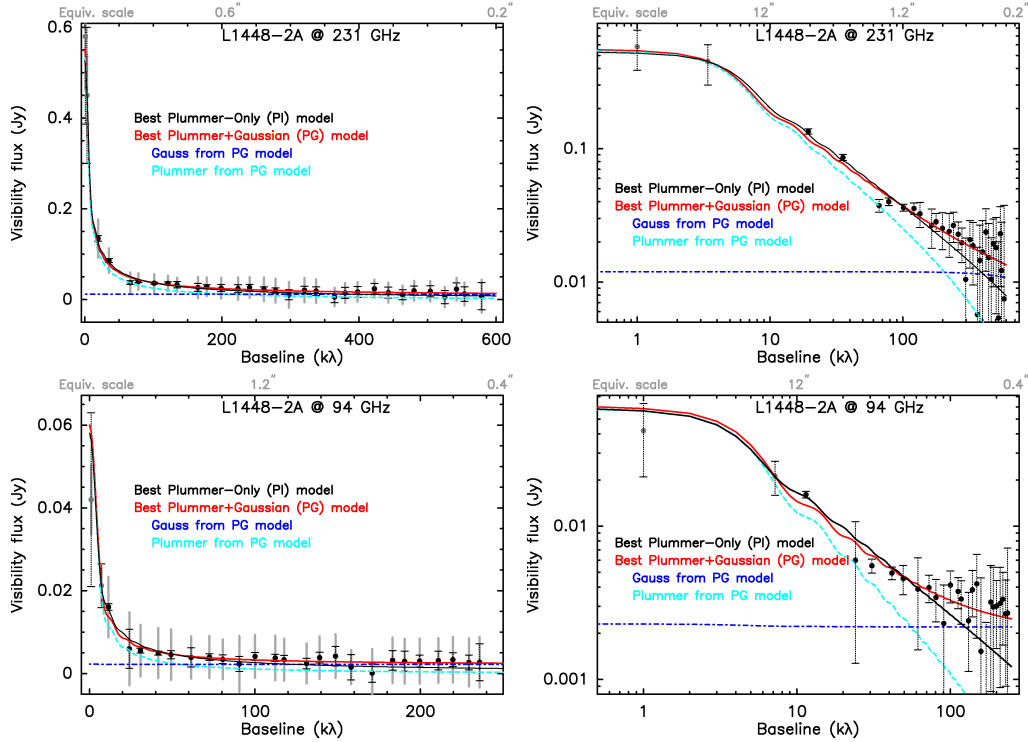 Equiv. scale 0.6″ 0.2″
L1448−2A @ 231 GHz
0.6
0.4
0.2
0
Visibility flux (Jy)
Best Plummer−Only (Pl) model
Best Plummer+Gaussian (PG) model
Gauss from PG model
Plummer from PG model
0 200 400 600
Baseline (kλ)
Equiv. scale 12″ 1.2″ 0.2″
L1448−2A @ 231 GHz
0.1
0.01
Visibility flux (Jy)
Best Plummer−Only (Pl) model
Best Plummer+Gaussian (PG) model
Gauss from PG model
Plummer from PG model
1 10 100
Baseline (kλ)
Equiv. scale 1.2″ 0.4″
L1448−2A @ 94 GHz
0.06
0.04
0.02
0
Visibility flux (Jy)
Best Plummer−Only (Pl) model
Best Plummer+Gaussian (PG) model
Gauss from PG model
Plummer from PG model
0 100 200
Baseline (kλ)
Equiv. scale 12″ 0.4″
L1448−2A @ 94 GHz
0.01
0.001
Visibility flux (Jy)
Best Plummer−Only (Pl) model
Best Plummer+Gaussian (PG) model
Gauss from PG model
Plummer from PG model
1 10 100
Baseline (kλ)